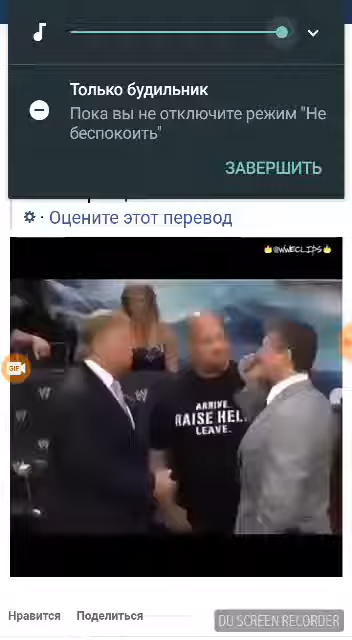 Только будильник
Пока вы не отключите режим "Не
беспокоить"
ЗАВЕРШИТЬ
· Оцените этот перевод
@WWECLIPS
GIF
ARRIVE.
RAISE HELL.
LEAVE.
Нравится Поделиться
DU SCREEN RECORDER